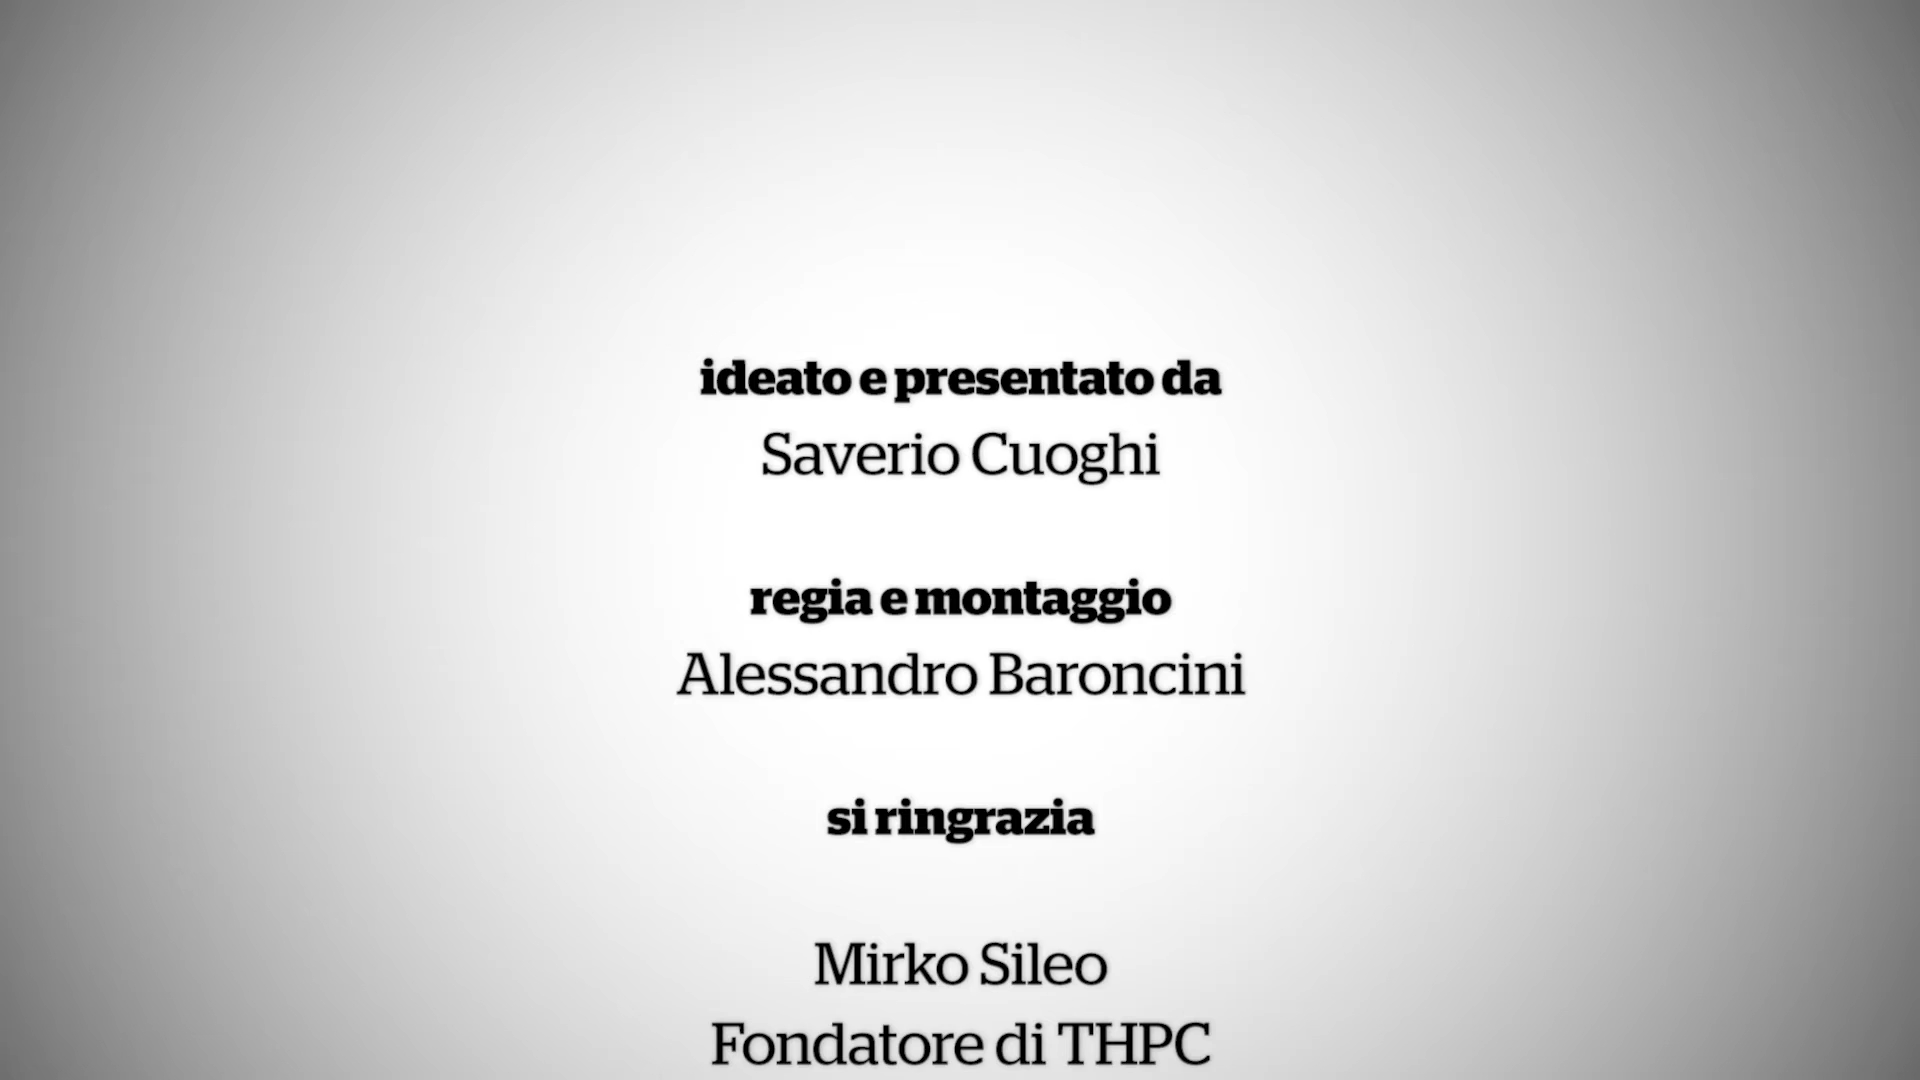 ideato e presentato da
Saverio Cuoghi
regia e montaggio
Alessandro Baroncini
si ringrazia
Mirko Sileo
Fondatore di THPC